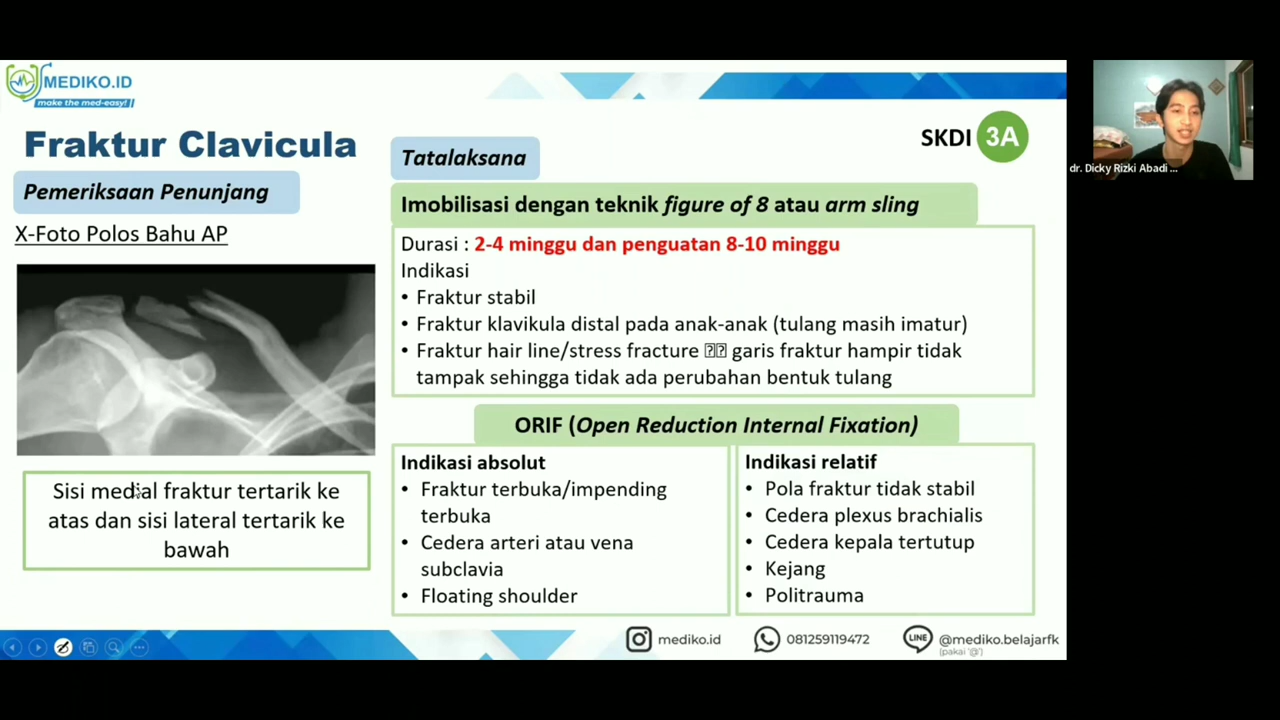 MEDIKO.ID
make the med-easy!
Fraktur Clavicula
Pemeriksaan Penunjang
X-Foto Polos Bahu AP
Sisi medial fraktur tertarik ke
atas dan sisi lateral tertarik ke
bawah
Tatalaksana
SKDI 3A
Imobilisasi dengan teknik figure of 8 atau arm sling
Durasi : 2-4 minggu dan penguatan 8-10 minggu
Indikasi
• Fraktur stabil
• Fraktur klavikula distal pada anak-anak (tulang masih imatur)
• Fraktur hair line/stress fracture ⍰⍰ garis fraktur hampir tidak
tampak sehingga tidak ada perubahan bentuk tulang
ORIF (Open Reduction Internal Fixation)
Indikasi absolut
• Fraktur terbuka/impending
terbuka
• Cedera arteri atau vena
subclavia
• Floating shoulder
Indikasi relatif
• Pola fraktur tidak stabil
• Cedera plexus brachialis
• Cedera kepala tertutup
• Kejang
• Politrauma
mediko.id
081259119472
LINE
@mediko.belajarfk
(pakai '@')
dr. Dicky Rizki Abadi ...